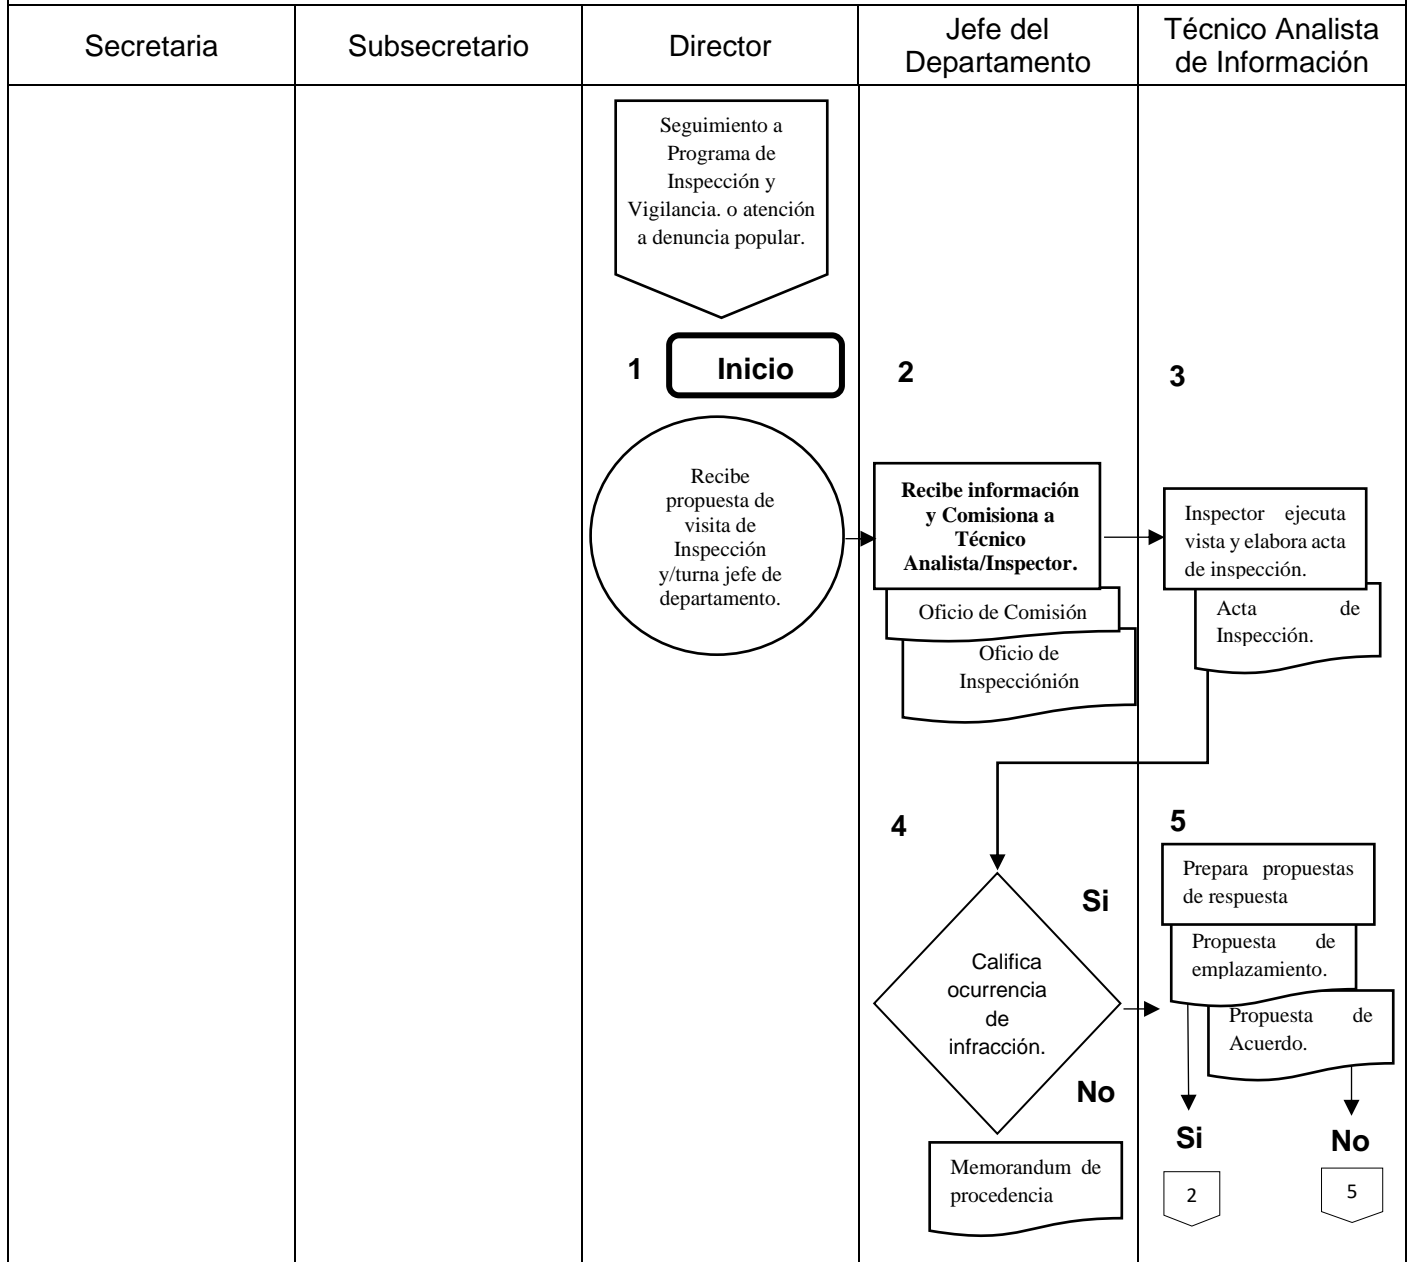 Secretaria
Subsecretario
Director
Jefe del
Departamento
Técnico Analista
de Información
Seguimiento a
Programa de
Inspección y
Vigilancia. o atención
a denuncia popular.
1
Inicio
2
3
Recibe
propuesta de
visita de
Inspección
y/turna jefe de
departamento.
Recibe información
y Comisiona a
Técnico
Analista/Inspector.
Oficio de Comisión
Oficio de
Inspecciónión
Inspector ejecuta
vista y elabora acta
de inspección.
Acta de
Inspección.
4
Califica
ocurrencia
de
infracción.
Si
No
Memorandum de
procedencia
5
Prepara propuestas
de respuesta
Propuesta de
emplazamiento.
Propuesta de
Acuerdo.
Si
No
2
5